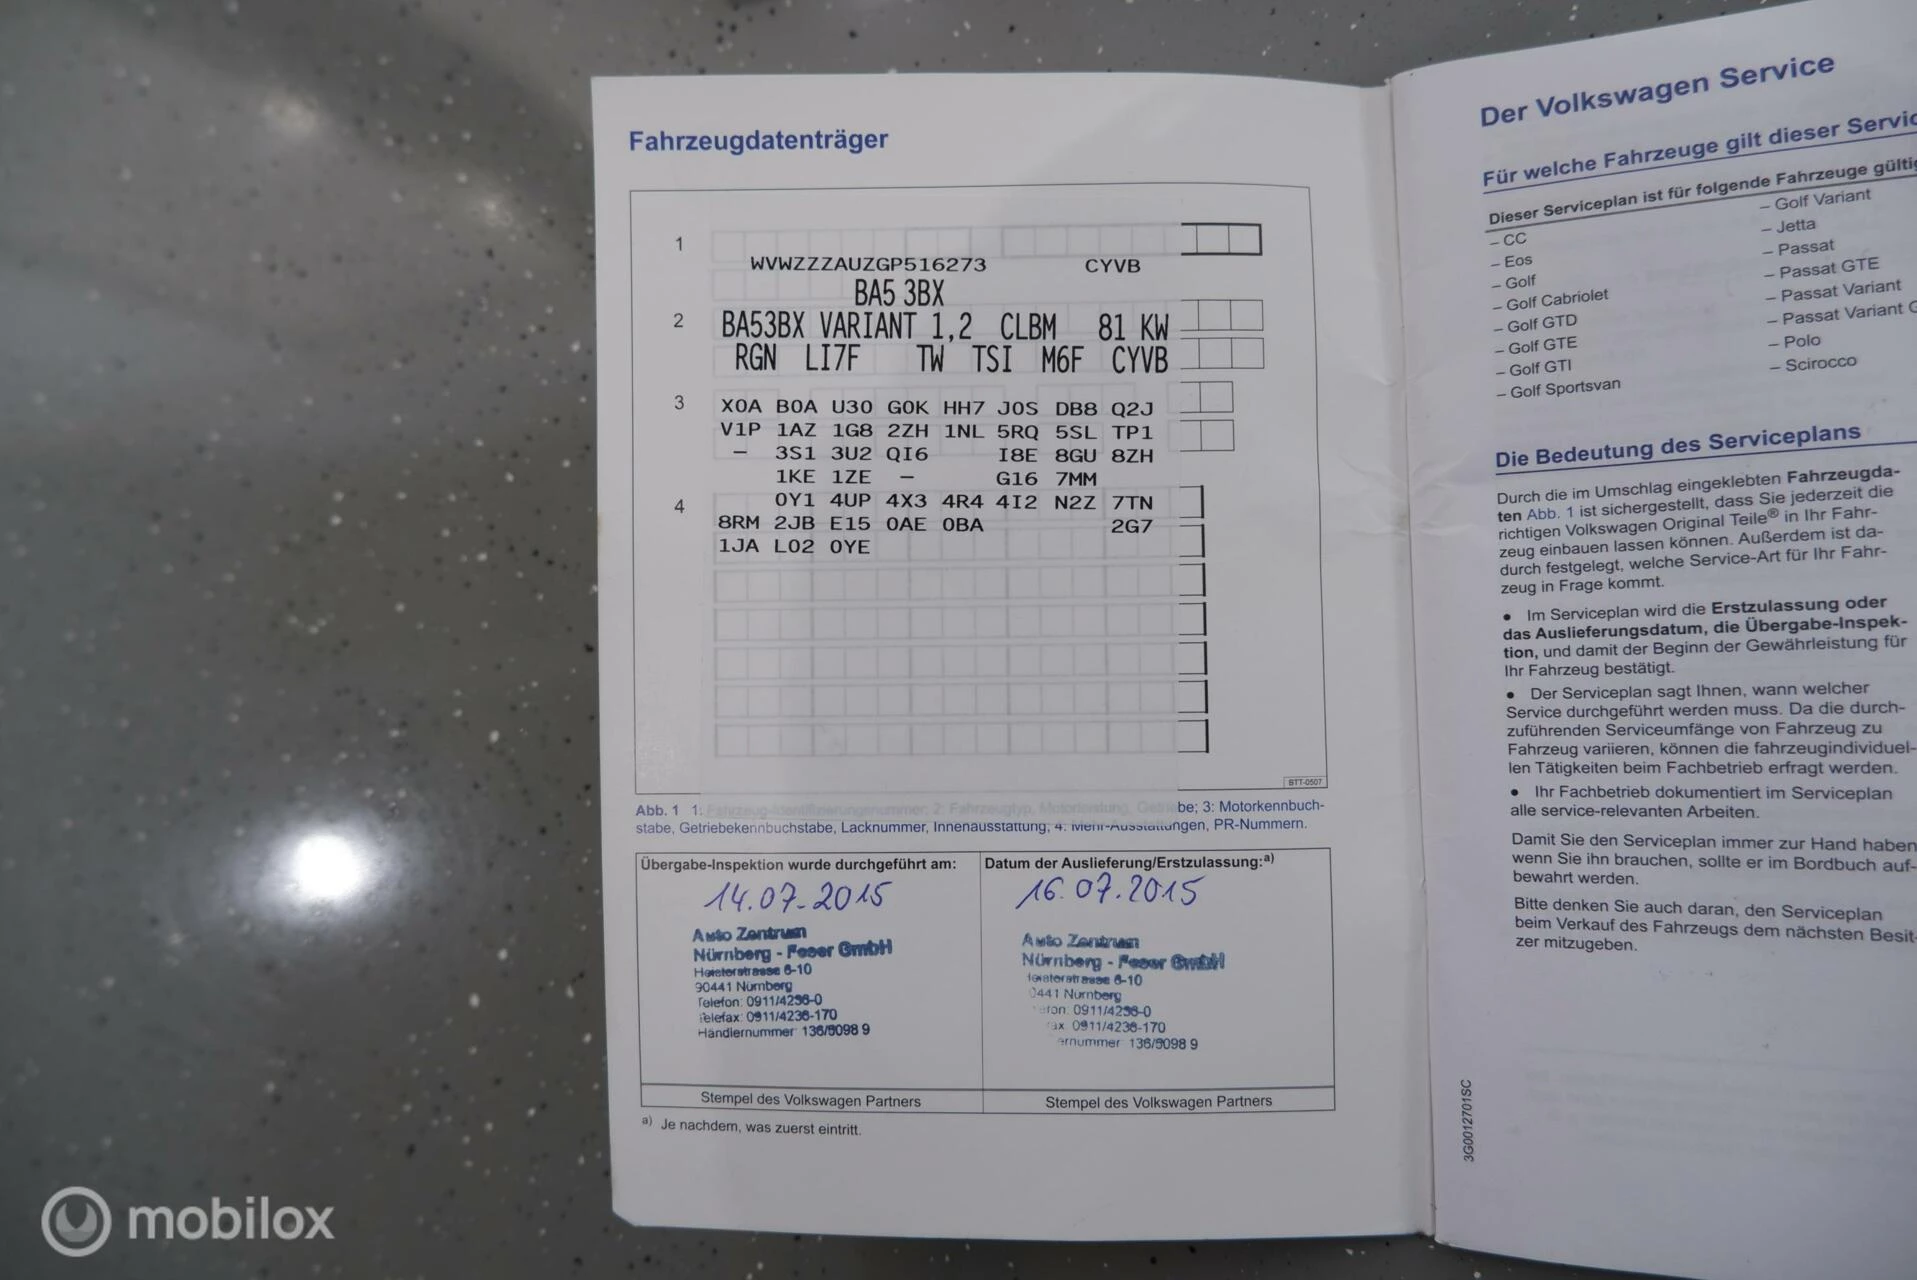 Fahrzeugdatenträger
1
WVWZZZAUZGP516273 CYVB
BA5 3BX
2 BA53BX VARIANT 1,2 CLBM 81 KW
RGN LI7F TW TSI M6F CYVB
3 X0A B0A U30 G0K HH7 J0S DB8 Q2J
V1P 1AZ 1G8 2ZH 1NL 5RQ 5SL TP1
– 3S1 3U2 QI6 I8E 8GU 8ZH
1KE 1ZE – G16 7MM
4 0Y1 4UP 4X3 4R4 4I2 N2Z 7TN
8RM 2JB E15 0AE 0BA 2G7
1JA L02 0YE
BTT-0507
Abb. 1 1: Fahrzeug-Identifizierungsnummer; 2: Fahrzeugtyp, Motorleistung, Getriebe; 3: Motorkennbuch-
stabe, Getriebekennbuchstabe, Lacknummer, Innenausstattung; 4: Mehr-Ausstattungen, PR-Nummern.
Übergabe-Inspektion wurde durchgeführt am:
14.07.2015
Auto Zentrum
Nürnberg - Feser GmbH
Heisterstrasse 6-10
90441 Nürnberg
Telefon: 0911/4236-0
Telefax: 0911/4236-170
Händlernummer 136/5098 9
Stempel des Volkswagen Partners
Datum der Auslieferung/Erstzulassung:a)
16.07.2015
Auto Zentrum
Nürnberg - Feser GmbH
eisterstrasse 6-10
0441 Nürnberg
efon: 0911/4236-0
ax 0911/4236-170
ernummer 136/5098 9
Stempel des Volkswagen Partners
a) Je nachdem, was zuerst eintritt.
Der Volkswagen Service
Für welche Fahrzeuge gilt dieser Servic
Dieser Serviceplan ist für folgende Fahrzeuge gültig
– CC
– Eos
– Golf
– Golf Cabriolet
– Golf GTD
– Golf GTE
– Golf GTI
– Golf Sportsvan
– Golf Variant
– Jetta
– Passat
– Passat GTE
– Passat Variant
– Passat Variant G
– Polo
– Scirocco
Die Bedeutung des Serviceplans
Durch die im Umschlag eingeklebten Fahrzeugda-
ten Abb. 1 ist sichergestellt, dass Sie jederzeit die
richtigen Volkswagen Original Teile® in Ihr Fahr-
zeug einbauen lassen können. Außerdem ist da-
durch festgelegt, welche Service-Art für Ihr Fahr-
zeug in Frage kommt.
• Im Serviceplan wird die Erstzulassung oder
das Auslieferungsdatum, die Übergabe-Inspek-
tion, und damit der Beginn der Gewährleistung für
Ihr Fahrzeug bestätigt.
• Der Serviceplan sagt Ihnen, wann welcher
Service durchgeführt werden muss. Da die durch-
zuführenden Serviceumfänge von Fahrzeug zu
Fahrzeug variieren, können die fahrzeugindividuel-
len Tätigkeiten beim Fachbetrieb erfragt werden.
• Ihr Fachbetrieb dokumentiert im Serviceplan
alle service-relevanten Arbeiten.
Damit Sie den Serviceplan immer zur Hand haben
wenn Sie ihn brauchen, sollte er im Bordbuch auf-
bewahrt werden.
Bitte denken Sie auch daran, den Serviceplan
beim Verkauf des Fahrzeugs dem nächsten Besit-
zer mitzugeben.
3G0012701SC
mobilox